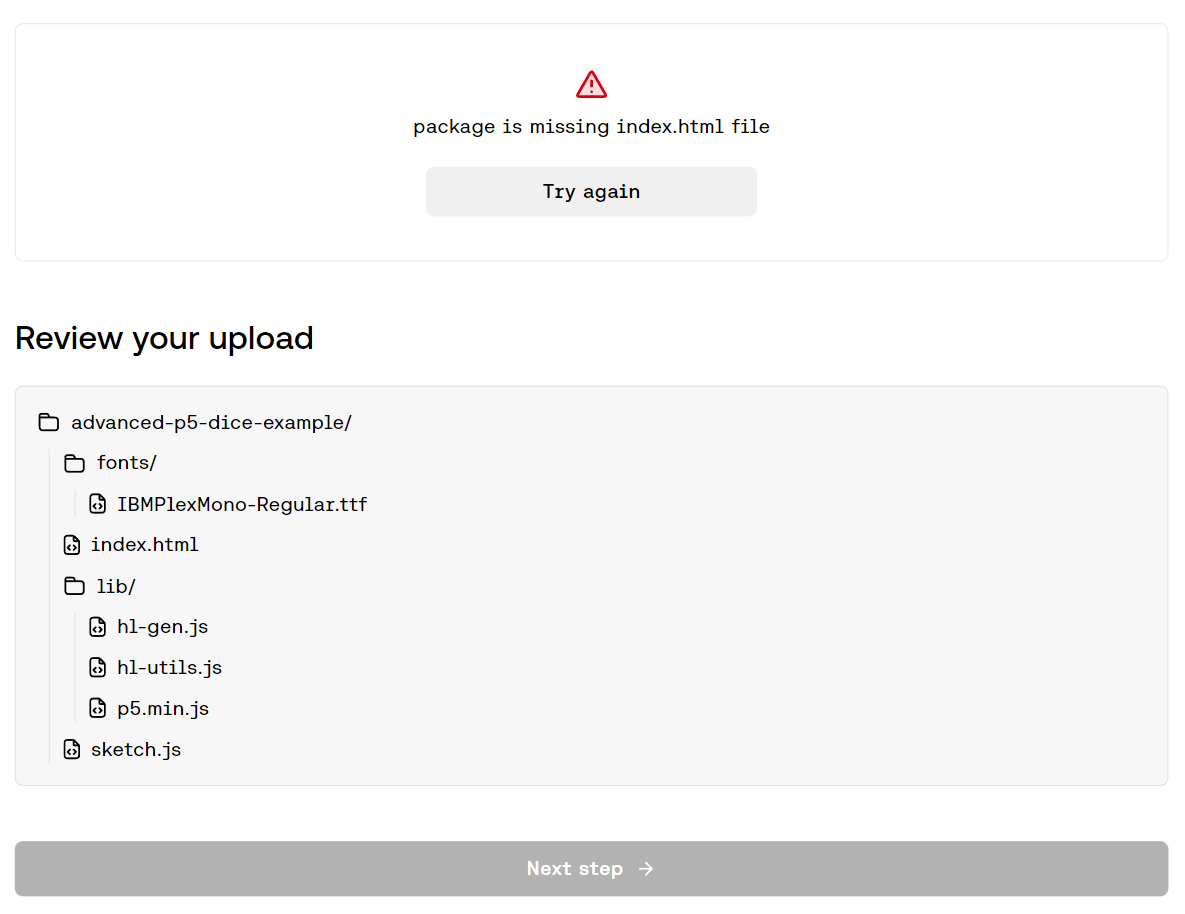 package is missing index.html file
Try again
Review your upload
advanced-p5-dice-example/
fonts/
IBMPlexMono-Regular.ttf
index.html
lib/
hl-gen.js
hl-utils.js
p5.min.js
sketch.js
Next step →